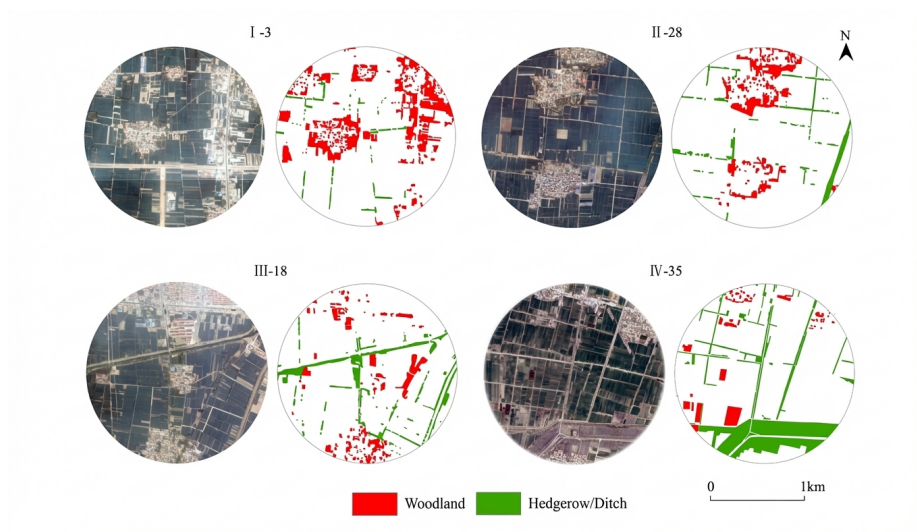 Ⅰ-3
Ⅱ-28
N
Ⅲ-18
Ⅳ-35
0 1km
Woodland Hedgerow/Ditch